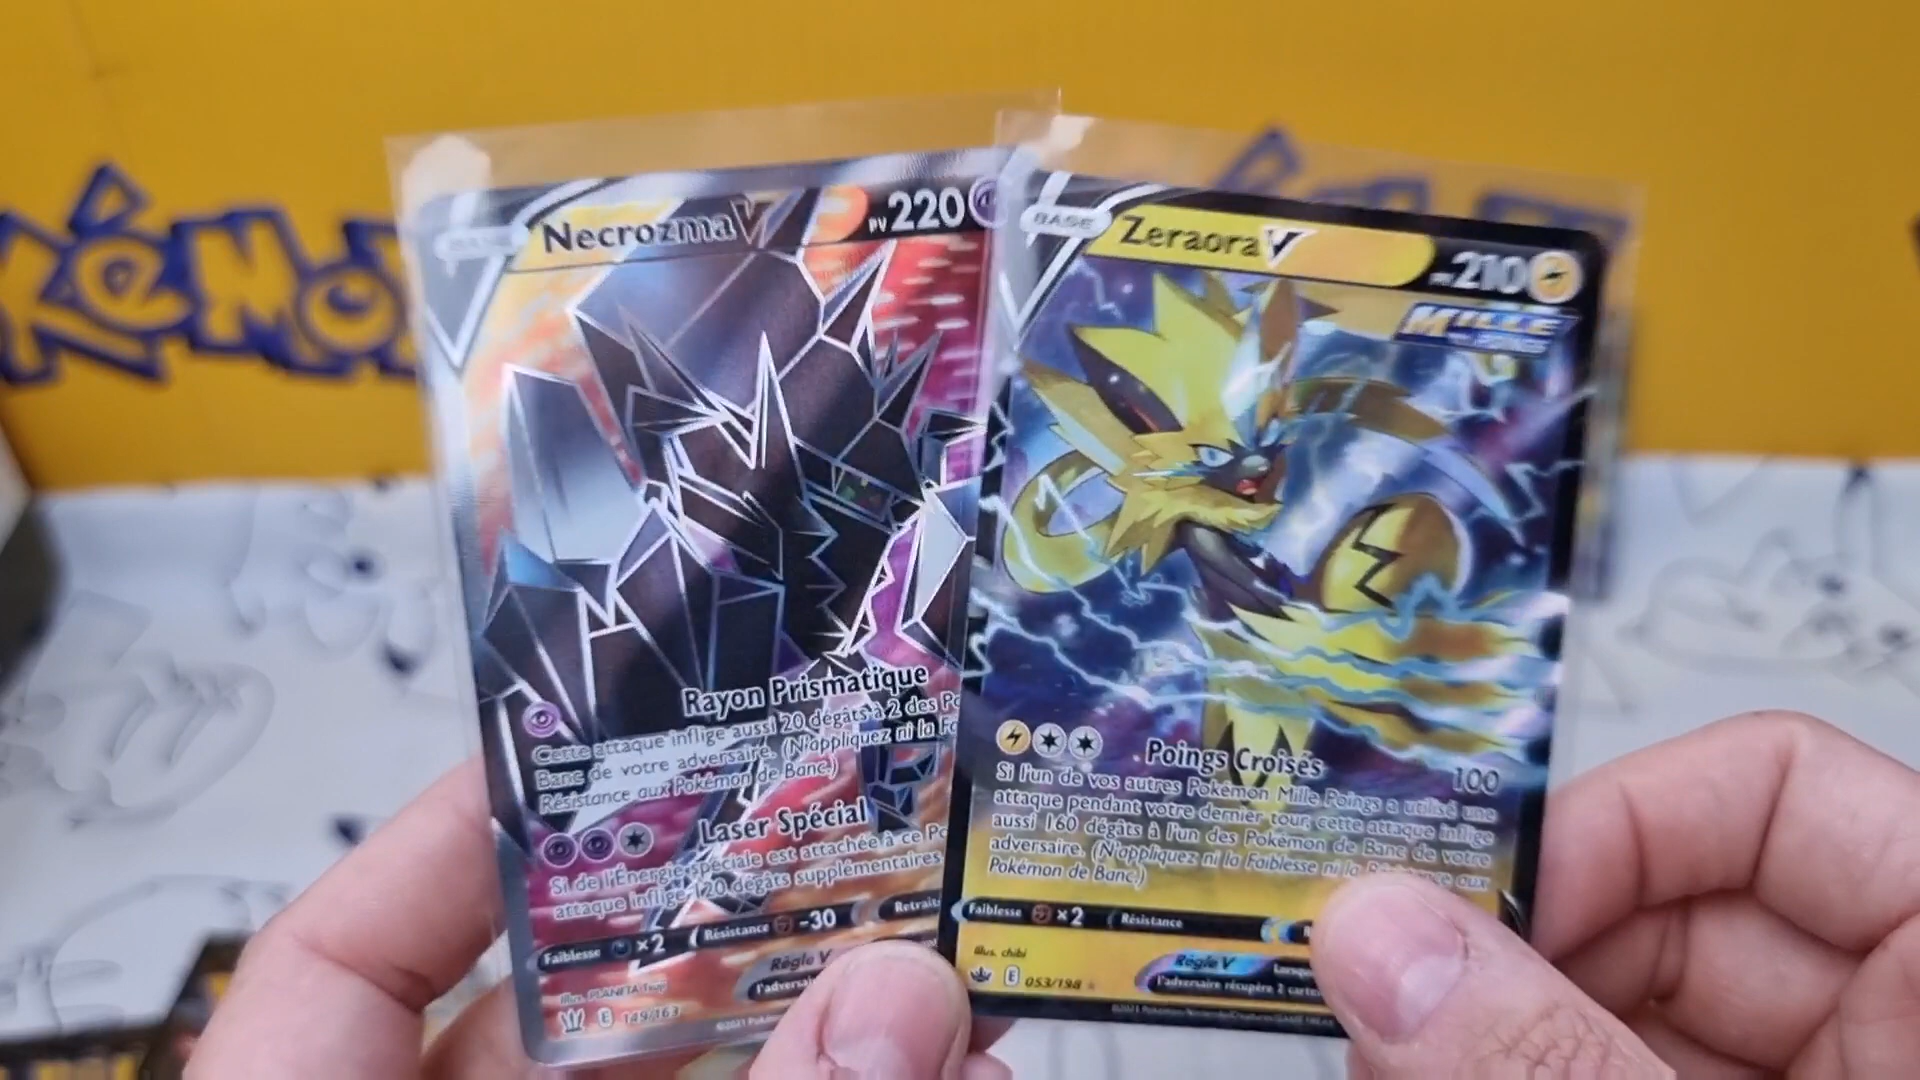 POKéMON
Necrozma V
PV 220
Rayon Prismatique
Cette attaque inflige aussi 20 dégâts à 2 des
Banc de votre adversaire. (N'appliquez ni la
Résistance aux Pokémon de Banc.)
Laser Spécial
Si de l'Énergie spéciale est attachée à ce
attaque inflige 120 dégâts supplémentaires
Faiblesse ×2 Résistance -30
Règle V
Illus. PLANETA Tsuji
E 149/163
BASE
Zeraora V
210
MILLE
POINGS
Poings Croisés 100
Si l'un de vos autres Pokémon Mille Poings a utilisé une
attaque pendant votre dernier tour, cette attaque inflige
aussi 160 dégâts à l'un des Pokémon de Banc de votre
adversaire. (N'appliquez ni la Faiblesse ni la Résistance aux
Pokémon de Banc.)
Faiblesse ×2 Résistance
Illus. chibi
Règle V
E 053/198
l'adversaire récupère 2